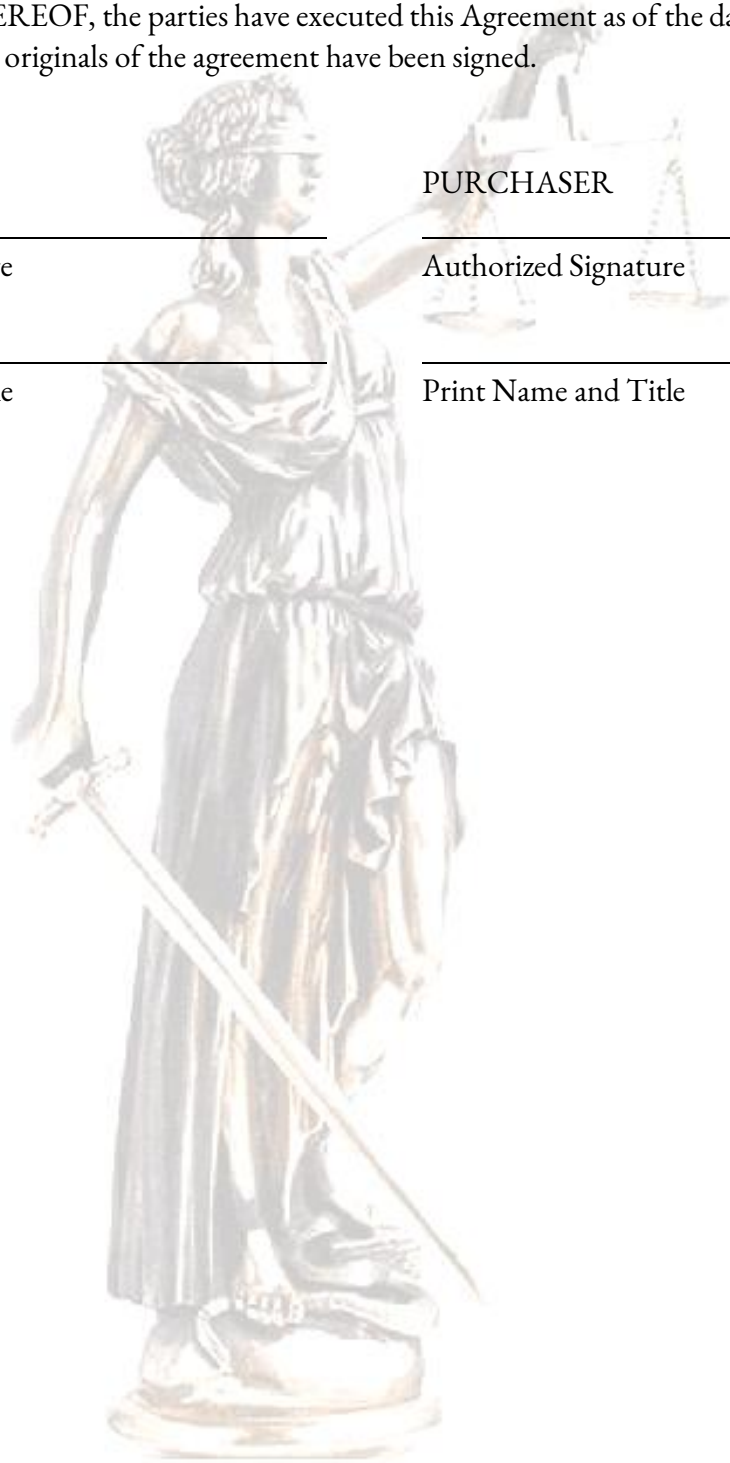 EREOF, the parties have executed this Agreement as of the da
originals of the agreement have been signed.
PURCHASER
Authorized Signature
Print Name and Title